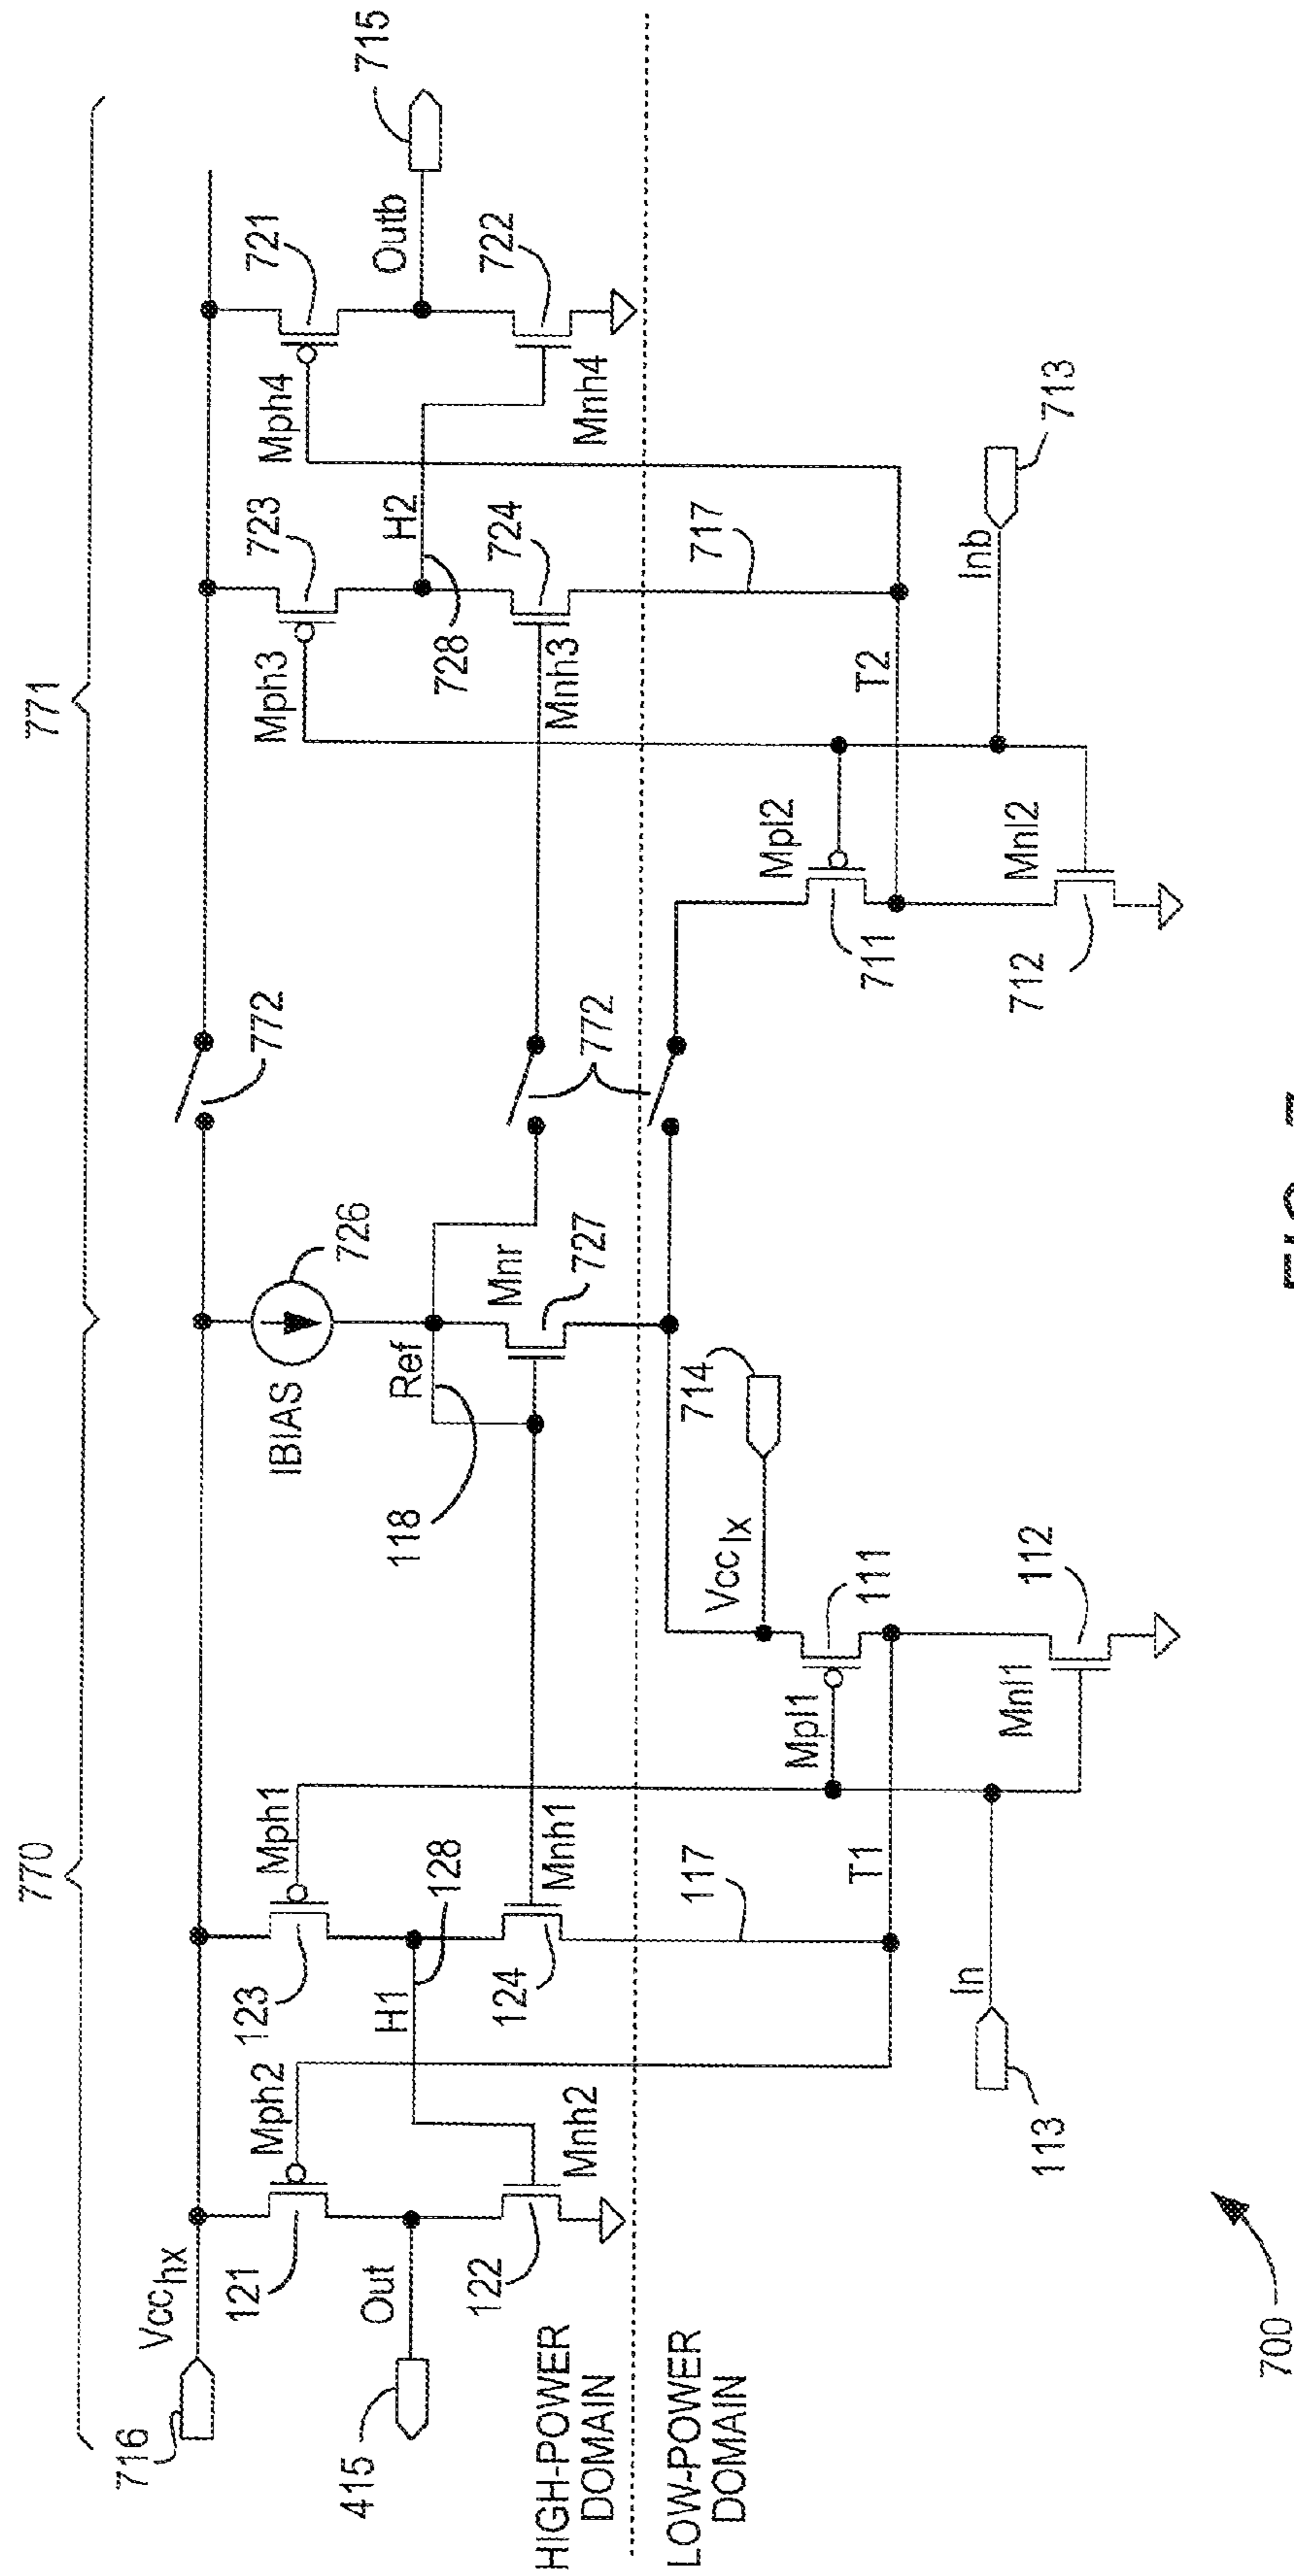 770
771
716
Vcc_hx
121
Mph2
123
Mph1
IBIAS
726
772
Mph3
723
Mph4
721
415
Out
122
Mnh2
H1
128
124
Mnh1
118
Ref
Mnr
727
772
728
H2
Mnh3
724
Outb
715
722
Mnh4
HIGH-POWER
DOMAIN
LOW-POWER
DOMAIN
117
T1
Vcc_lx
714
Mpl1
111
Mpl2
711
T2
717
113
In
Mnl1
112
712
Mnl2
Inb
713
700